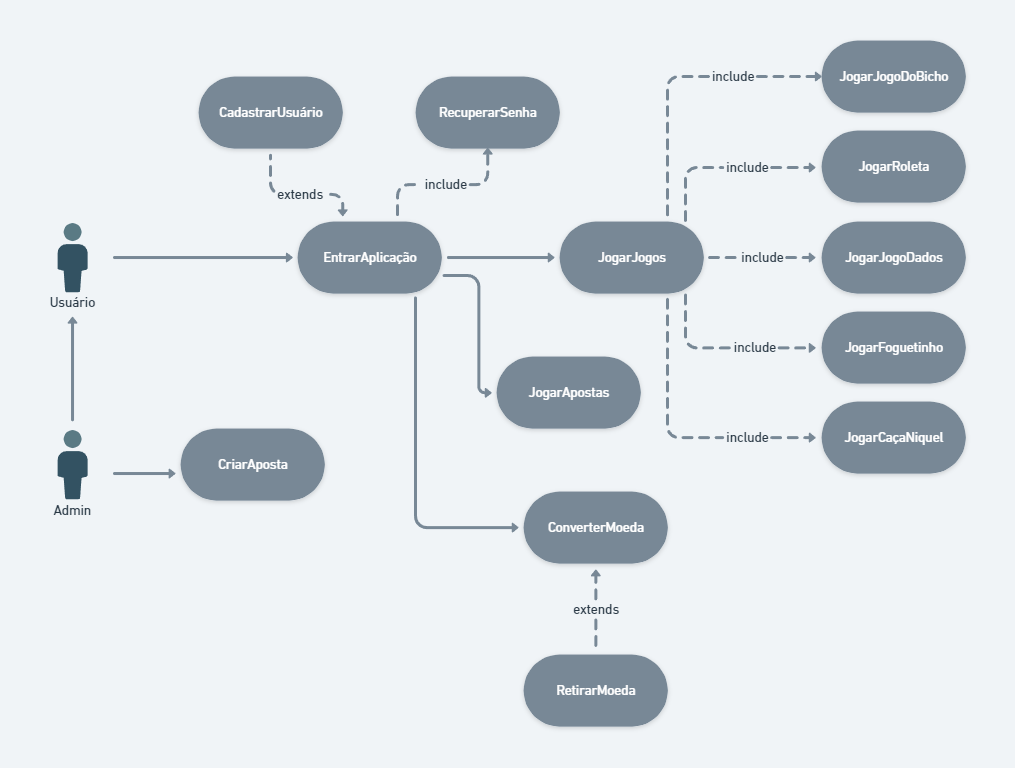 JogarJogoDoBicho
include
CadastrarUsuário
RecuperarSenha
include
JogarRoleta
extends
include
EntrarAplicação
JogarJogos
include
JogarJogoDados
Usuário
include
JogarFoguetinho
JogarApostas
include
JogarCaçaNiquel
CriarAposta
Admin
ConverterMoeda
extends
RetirarMoeda